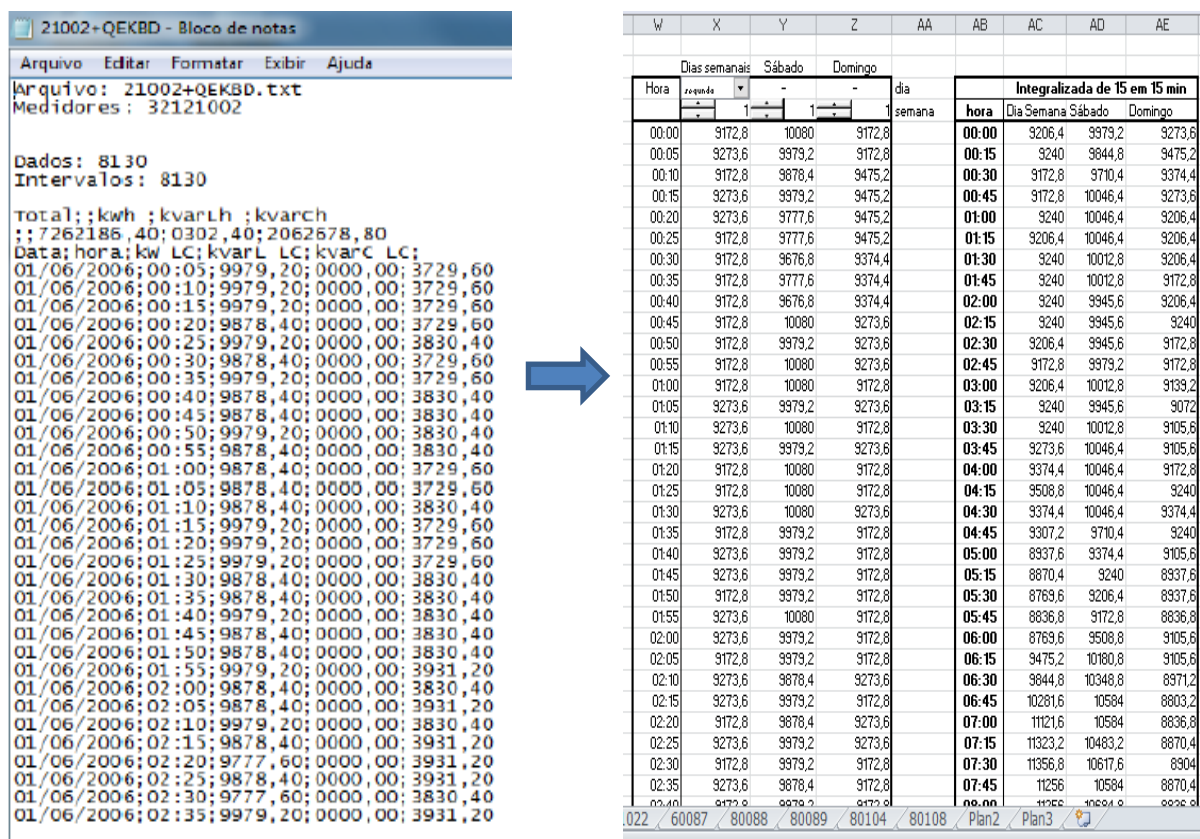 21002+QEKBD - Bloco de notas
Arquivo Editar Formatar Exibir Ajuda
Arquivo: 21002+QEKBD.txt
Medidores: 32121002
Dados: 8130
Intervalos: 8130
Total;;kwh ;kvarLh ;kvarCh
;;7262186,40;0302,40;2062678,80
Data;hora;kW LC;kvarL LC;kvarC LC;
01/06/2006;00:05;9979,20;0000,00;3729,60
01/06/2006;00:10;9979,20;0000,00;3729,60
01/06/2006;00:15;9979,20;0000,00;3729,60
01/06/2006;00:20;9878,40;0000,00;3729,60
01/06/2006;00:25;9979,20;0000,00;3830,40
01/06/2006;00:30;9878,40;0000,00;3729,60
01/06/2006;00:35;9979,20;0000,00;3729,60
01/06/2006;00:40;9878,40;0000,00;3830,40
01/06/2006;00:45;9878,40;0000,00;3830,40
01/06/2006;00:50;9979,20;0000,00;3830,40
01/06/2006;00:55;9878,40;0000,00;3830,40
01/06/2006;01:00;9878,40;0000,00;3729,60
01/06/2006;01:05;9878,40;0000,00;3729,60
01/06/2006;01:10;9878,40;0000,00;3830,40
01/06/2006;01:15;9979,20;0000,00;3729,60
01/06/2006;01:20;9979,20;0000,00;3729,60
01/06/2006;01:25;9979,20;0000,00;3729,60
01/06/2006;01:30;9878,40;0000,00;3830,40
01/06/2006;01:35;9878,40;0000,00;3830,40
01/06/2006;01:40;9979,20;0000,00;3830,40
01/06/2006;01:45;9878,40;0000,00;3830,40
01/06/2006;01:50;9878,40;0000,00;3830,40
01/06/2006;01:55;9979,20;0000,00;3931,20
01/06/2006;02:00;9878,40;0000,00;3830,40
01/06/2006;02:05;9878,40;0000,00;3931,20
01/06/2006;02:10;9979,20;0000,00;3830,40
01/06/2006;02:15;9878,40;0000,00;3931,20
01/06/2006;02:20;9777,60;0000,00;3931,20
01/06/2006;02:25;9878,40;0000,00;3931,20
01/06/2006;02:30;9777,60;0000,00;3830,40
01/06/2006;02:35;9979,20;0000,00;3931,20
W X Y Z AA AB AC AD AE
Dias semanais Sábado Domingo
Hora segunda - - dia Integralizada de 15 em 15 min
1 1 1 semana hora Dia Semana Sábado Domingo
00:00 9172,8 10080 9172,8 00:00 9206,4 9979,2 9273,6
00:05 9273,6 9979,2 9172,8 00:15 9240 9844,8 9475,2
00:10 9172,8 9878,4 9475,2 00:30 9172,8 9710,4 9374,4
00:15 9273,6 9979,2 9475,2 00:45 9172,8 10046,4 9273,6
00:20 9273,6 9777,6 9475,2 01:00 9240 10046,4 9206,4
00:25 9172,8 9777,6 9475,2 01:15 9206,4 10046,4 9206,4
00:30 9172,8 9676,8 9374,4 01:30 9240 10012,8 9206,4
00:35 9172,8 9777,6 9374,4 01:45 9240 10012,8 9172,8
00:40 9172,8 9676,8 9374,4 02:00 9240 9945,6 9206,4
00:45 9172,8 10080 9273,6 02:15 9240 9945,6 9240
00:50 9172,8 9979,2 9273,6 02:30 9206,4 9945,6 9172,8
00:55 9172,8 10080 9273,6 02:45 9172,8 9979,2 9172,8
01:00 9172,8 10080 9172,8 03:00 9206,4 10012,8 9139,2
01:05 9273,6 9979,2 9273,6 03:15 9240 9945,6 9072
01:10 9273,6 10080 9172,8 03:30 9240 10012,8 9105,6
01:15 9273,6 9979,2 9273,6 03:45 9273,6 10046,4 9105,6
01:20 9172,8 10080 9172,8 04:00 9374,4 10046,4 9172,8
01:25 9172,8 10080 9172,8 04:15 9508,8 10046,4 9240
01:30 9273,6 10080 9273,6 04:30 9374,4 10046,4 9374,4
01:35 9172,8 9979,2 9172,8 04:45 9307,2 9710,4 9240
01:40 9273,6 9979,2 9172,8 05:00 8937,6 9374,4 9105,6
01:45 9273,6 9979,2 9172,8 05:15 8870,4 9240 8937,6
01:50 9172,8 9979,2 9172,8 05:30 8769,6 9206,4 8937,6
01:55 9273,6 10080 9172,8 05:45 8836,8 9172,8 8836,8
02:00 9273,6 9979,2 9172,8 06:00 8769,6 9508,8 9105,6
02:05 9172,8 9979,2 9172,8 06:15 9475,2 10180,8 9105,6
02:10 9273,6 9878,4 9273,6 06:30 9844,8 10348,8 8971,2
02:15 9273,6 9979,2 9172,8 06:45 10281,6 10584 8803,2
02:20 9172,8 9878,4 9273,6 07:00 11121,6 10584 8836,8
02:25 9273,6 9979,2 9273,6 07:15 11323,2 10483,2 8870,4
02:30 9172,8 9979,2 9172,8 07:30 11356,8 10617,6 8904
02:35 9273,6 9878,4 9172,8 07:45 11256 10584 8870,4
.022 60087 80088 80089 80104 80108 Plan2 Plan3